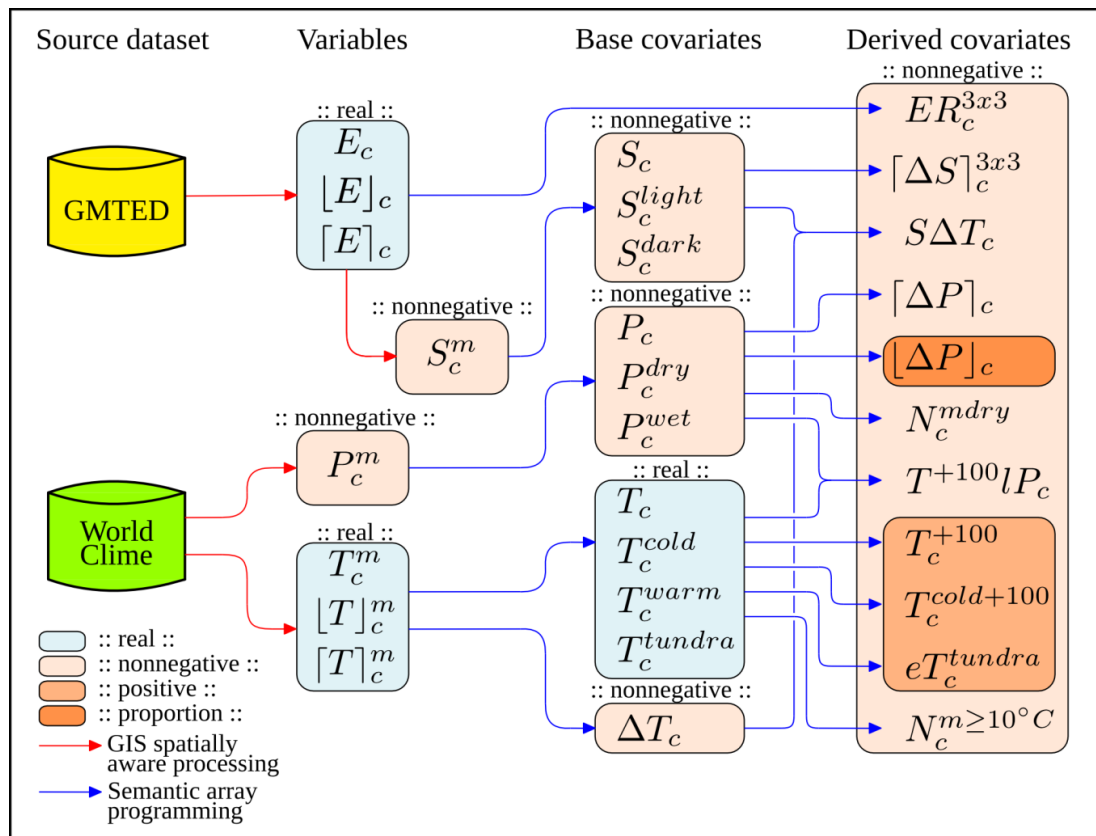 Source dataset
Variables
Base covariates
Derived covariates
GMTED
:: real ::
E_c
⌊E⌋_c
⌈E⌉_c
:: nonnegative ::
S_c^m
:: nonnegative ::
S_c
S_c^{light}
S_c^{dark}
:: nonnegative ::
ER_c^{3x3}
⌈ΔS⌉_c^{3x3}
SΔT_c
⌈ΔP⌉_c
⌊ΔP⌋_c
N_c^{mdry}
T^{+100}lP_c
T_c^{+100}
T_c^{cold+100}
eT_c^{tundra}
N_c^{m≥10°C}
World
Clime
:: nonnegative ::
P_c^m
:: real ::
T_c^m
⌊T⌋_c^m
⌈T⌉_c^m
:: nonnegative ::
P_c
P_c^{dry}
P_c^{wet}
:: real ::
T_c
T_c^{cold}
T_c^{warm}
T_c^{tundra}
:: nonnegative ::
ΔT_c
:: real ::
:: nonnegative ::
:: positive ::
:: proportion ::
GIS spatially
aware processing
Semantic array
programming